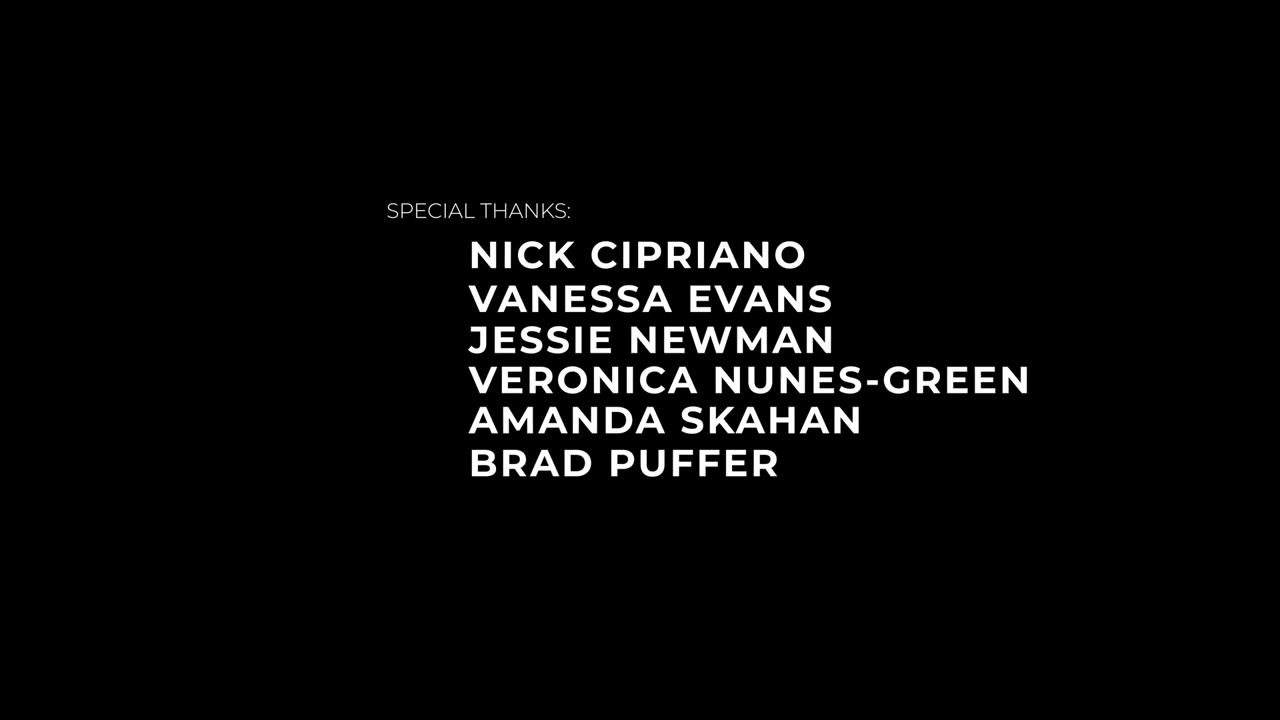 SPECIAL THANKS:
NICK CIPRIANO
VANESSA EVANS
JESSIE NEWMAN
VERONICA NUNES-GREEN
AMANDA SKAHAN
BRAD PUFFER